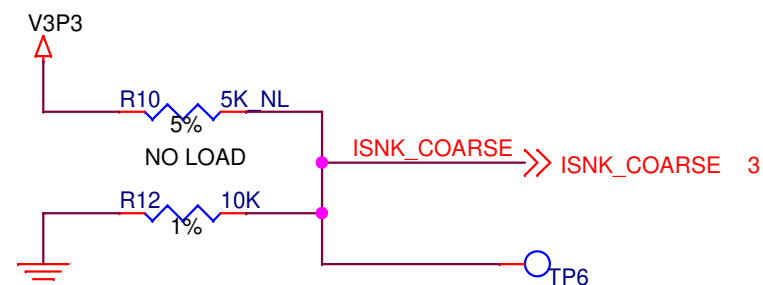 V3P3
R10 5K_NL
5%
NO LOAD
ISNK_COARSE
ISNK_COARSE 3
R12 10K
1%
TP6